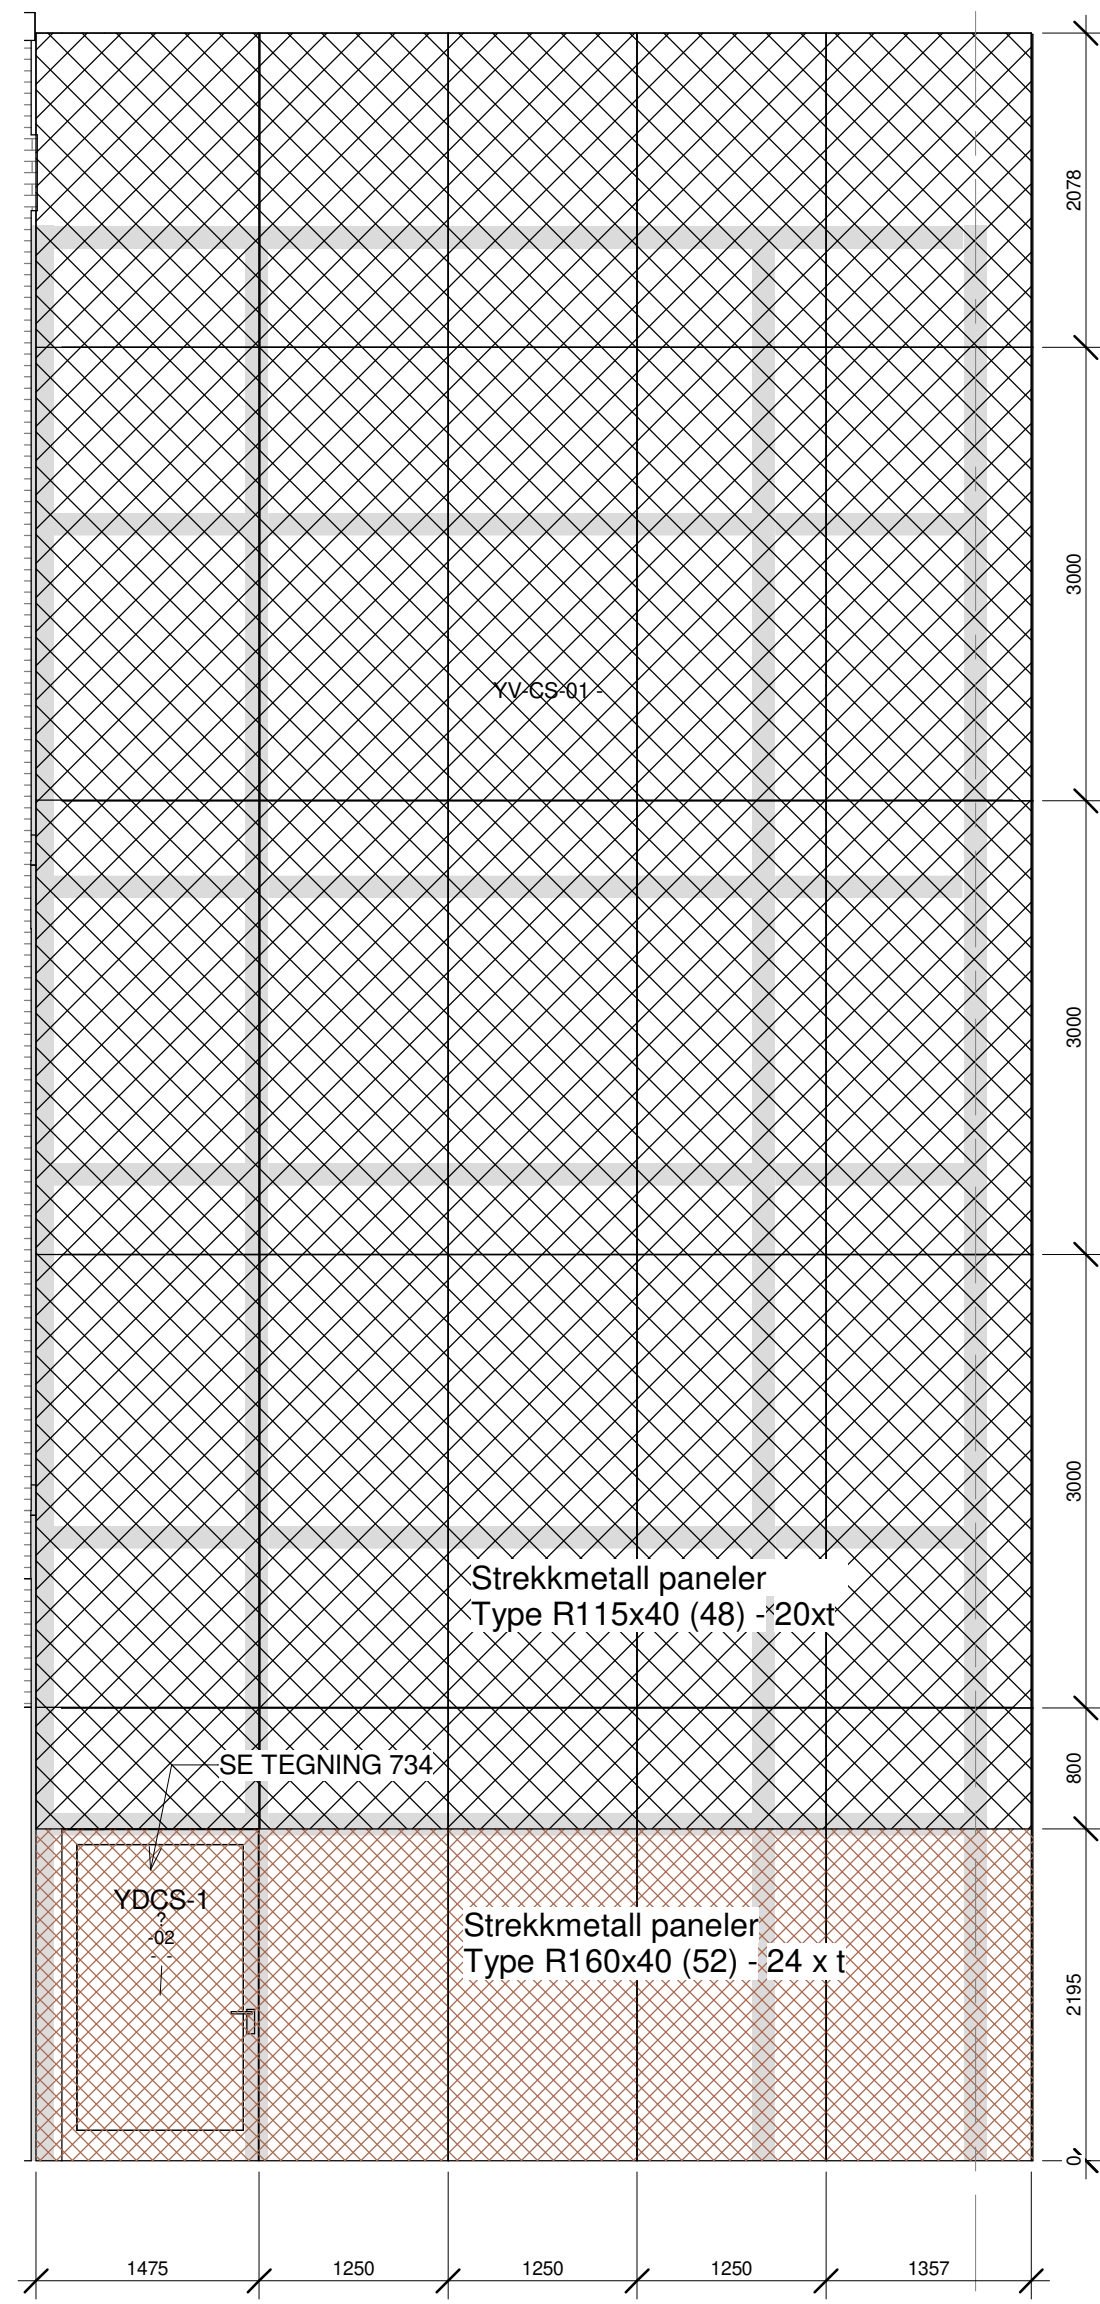 2078
3000
YV-CS-01 -
3000
3000
Strekkmetall paneler
Type R115x40 (48) - 20xt
SE TEGNING 734
800
YDCS-1
?
-02
- -
Strekkmetall paneler
Type R160x40 (52) - 24 x t
2195
0
1475
1250
1250
1250
1357